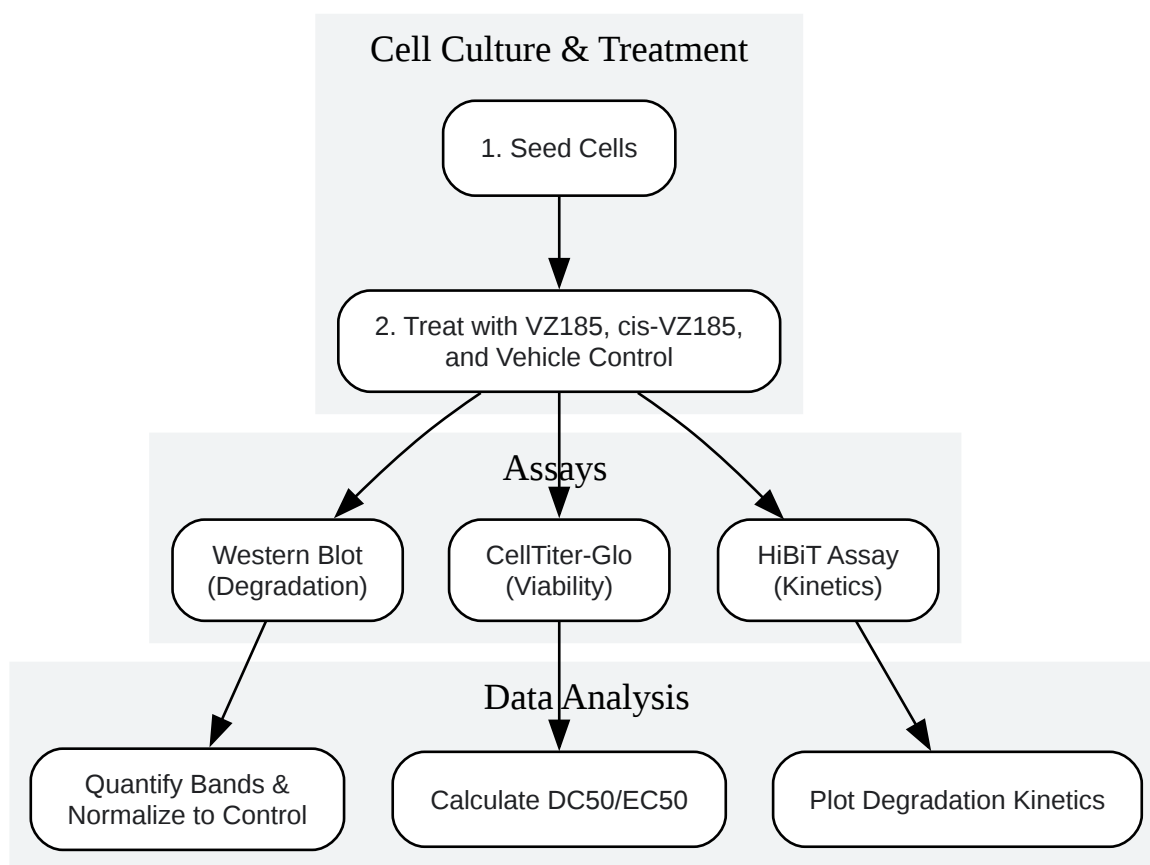 Cell Culture & Treatment
1. Seed Cells
2. Treat with VZ185, cis-VZ185,
and Vehicle Control
Assays
Western Blot
(Degradation)
CellTiter-Glo
(Viability)
HiBiT Assay
(Kinetics)
Data Analysis
Quantify Bands &
Normalize to Control
Calculate DC50/EC50
Plot Degradation Kinetics